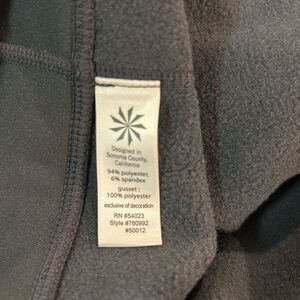 Designed in
Sonoma County,
California
94% polyester,
6% spandex
gusset:
100% polyester
exclusive of decoration
RN #54023
Style #760992
#50012